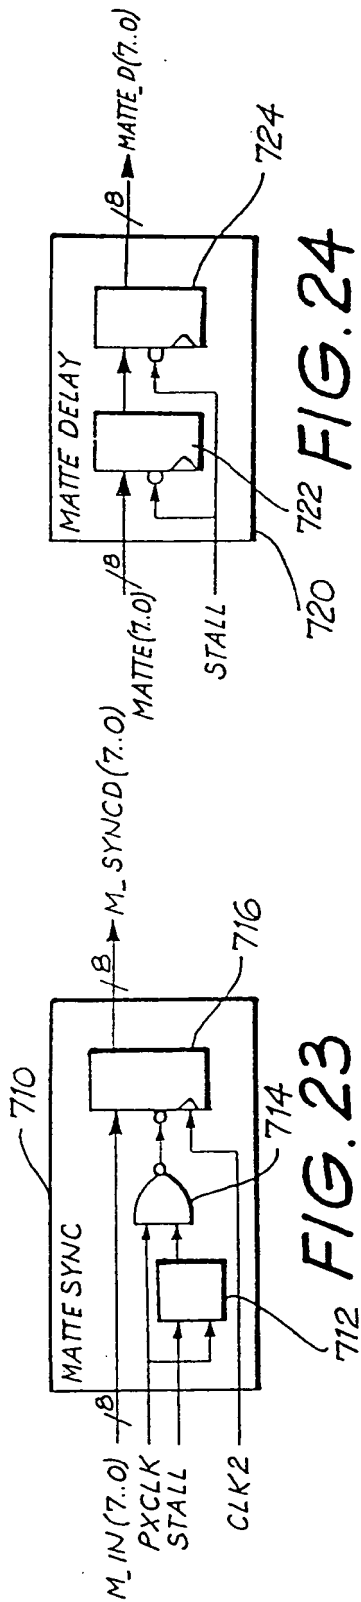 MATTE SYNC
710
M_IN(7..0)
8
PXCLK
STALL
CLK2
8
M_SYNCD(7..0)
712
714
716
FIG. 23
MATTE DELAY
MATTE(7..0)
8
STALL
8
MATTE_D(7..0)
720
722
724
FIG. 24